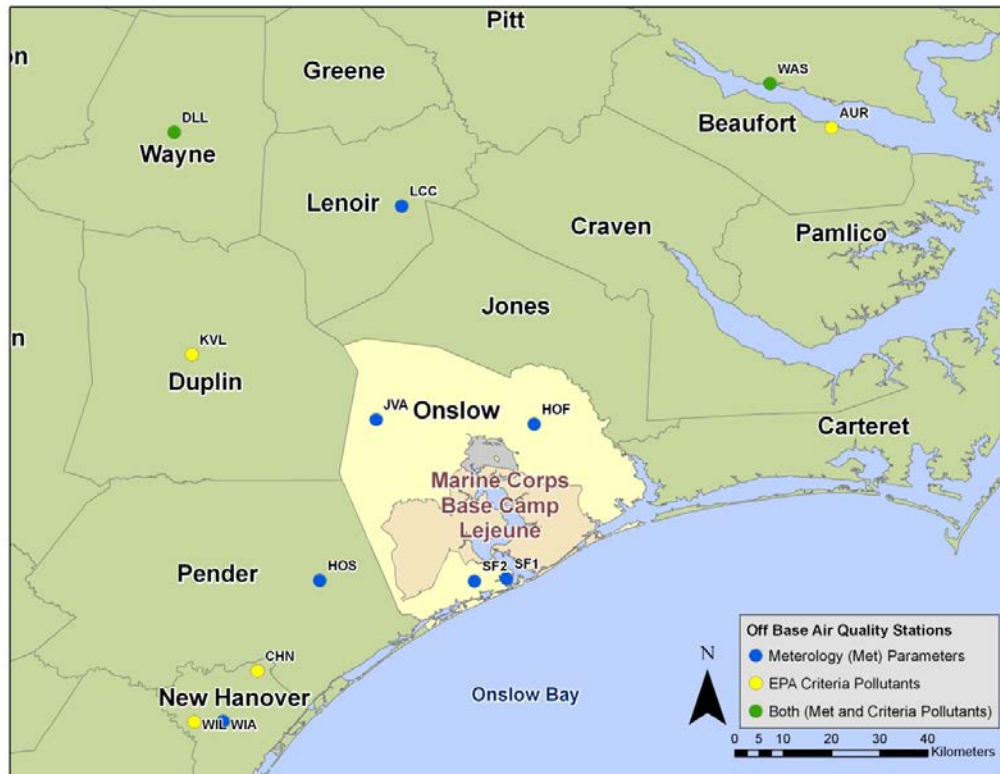 Pitt
on
Greene
WAS
DLL
Beaufort
AUR
Wayne
LCC
Lenoir
Craven
Pamlico
Jones
n
KVL
Duplin
JVA
Onslow
HOF
Carteret
Marine Corps
Base Camp
Lejeune
Pender
HOS
SF2
SF1
CHN
New Hanover
WIL
WIA
Onslow Bay
N
Off Base Air Quality Stations
Meterology (Met) Parameters
EPA Criteria Pollutants
Both (Met and Criteria Pollutants)
0 5 10 20 30 40
Kilometers